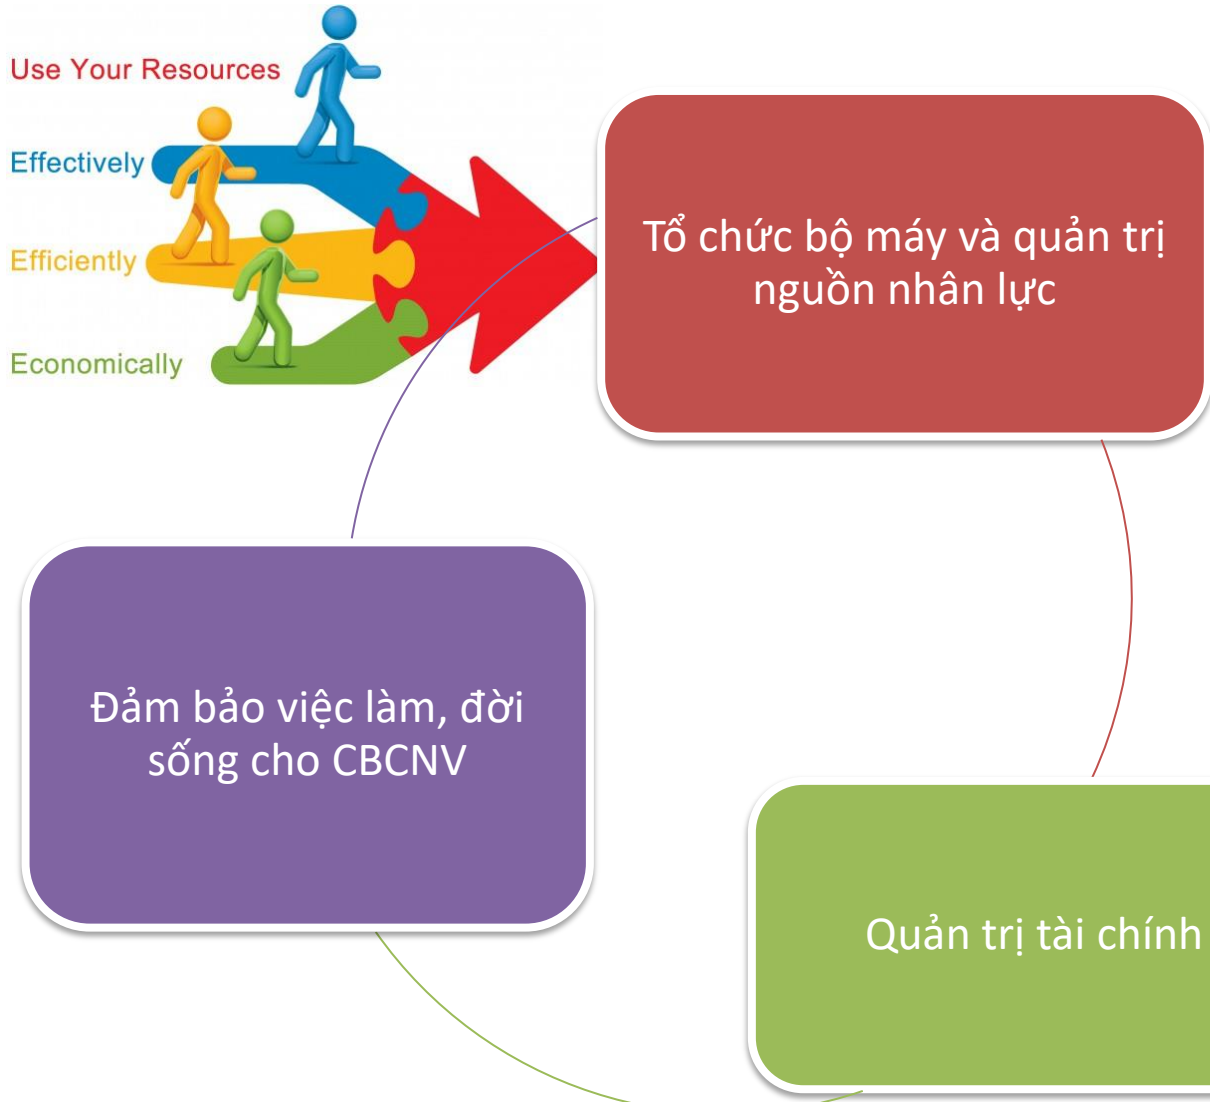 Use Your Resources
Effectively
Efficiently
Economically
Tổ chức bộ máy và quản trị
nguồn nhân lực
Đảm bảo việc làm, đời
sống cho CBCNV
Quản trị tài chính